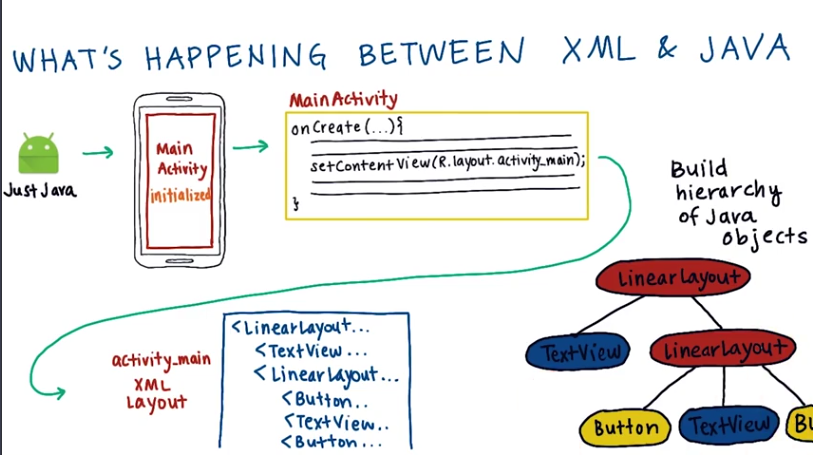 WHAT'S HAPPENING BETWEEN XML & JAVA
Just Java
Main
Activity
initialized
MainActivity
onCreate(...){
setContentView(R.layout.activity_main);
}
Build
hierarchy
of Java
objects
activity_main
XML
Layout
<LinearLayout...
<TextView...
<LinearLayout...
<Button..
<TextView..
<Button...
LinearLayout
TextView
LinearLayout
Button
TextView
Bu